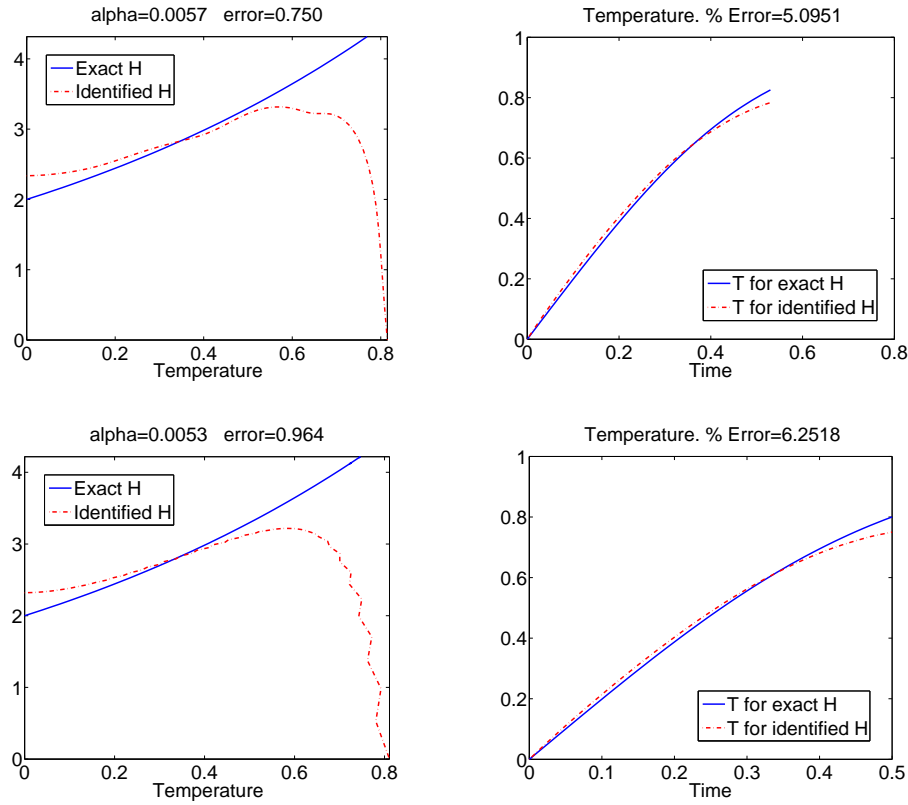 alpha=0.0057 error=0.750
4
3
2
1
0
Exact H
Identified H
0 0.2 0.4 0.6 0.8
Temperature
Temperature. % Error=5.0951
1
0.8
0.6
0.4
0.2
0
T for exact H
T for identified H
0 0.2 0.4 0.6 0.8
Time
alpha=0.0053 error=0.964
4
3
2
1
0
Exact H
Identified H
0 0.2 0.4 0.6 0.8
Temperature
Temperature. % Error=6.2518
1
0.8
0.6
0.4
0.2
0
T for exact H
T for identified H
0 0.1 0.2 0.3 0.4 0.5
Time